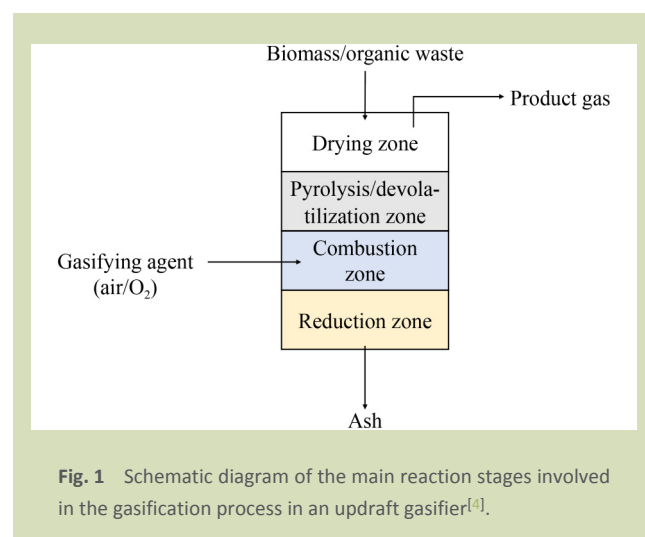 Biomass/organic waste
Product gas
Drying zone
Pyrolysis/devola-
tilization zone
Combustion
zone
Gasifying agent
(air/O₂)
Reduction zone
Ash
Fig. 1 Schematic diagram of the main reaction stages involved
in the gasification process in an updraft gasifier[4].